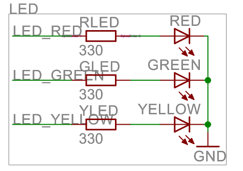 LED
LED_RED RLED RED
330
LED_GREEN GLED GREEN
330
LED_YELLOW YLED YELLOW
330
GND